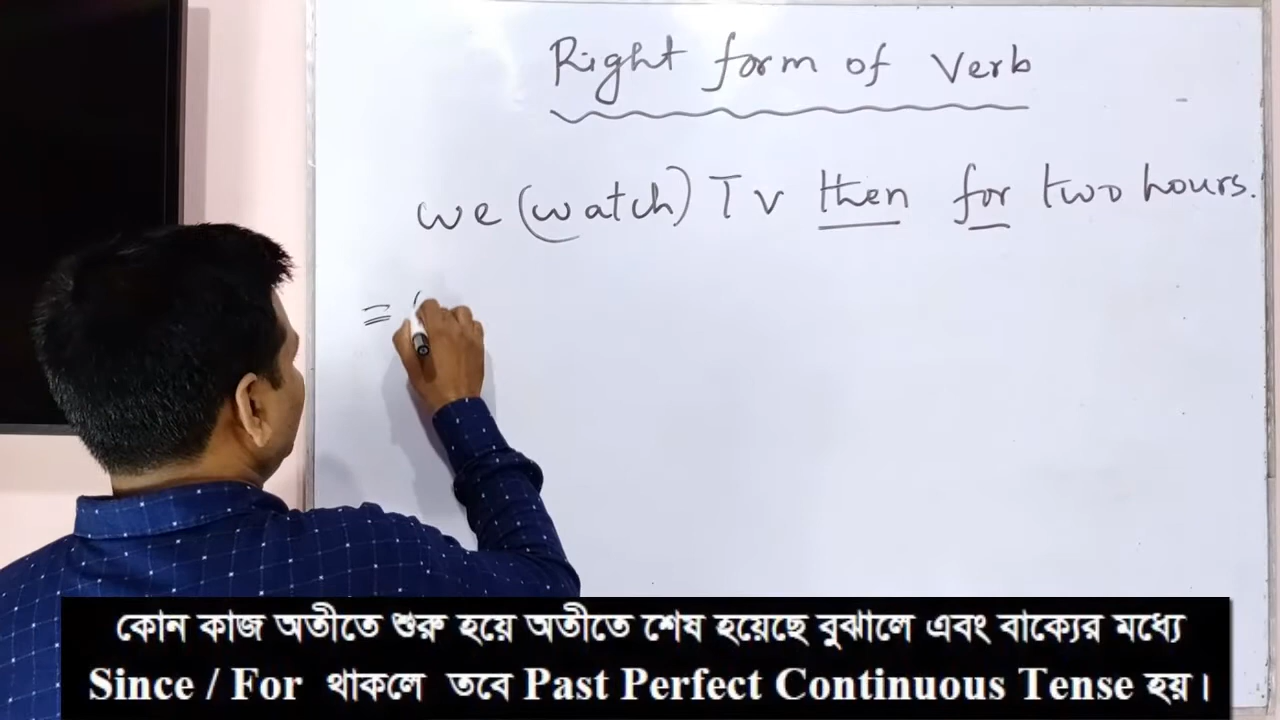 Right form of Verb
we (watch) TV then for two hours.
=
কোন কাজ অতীতে শুরু হয়ে অতীতে শেষ হয়েছে বুঝালে এবং বাক্যের মধ্যে
Since / For থাকলে তবে Past Perfect Continuous Tense হয়।